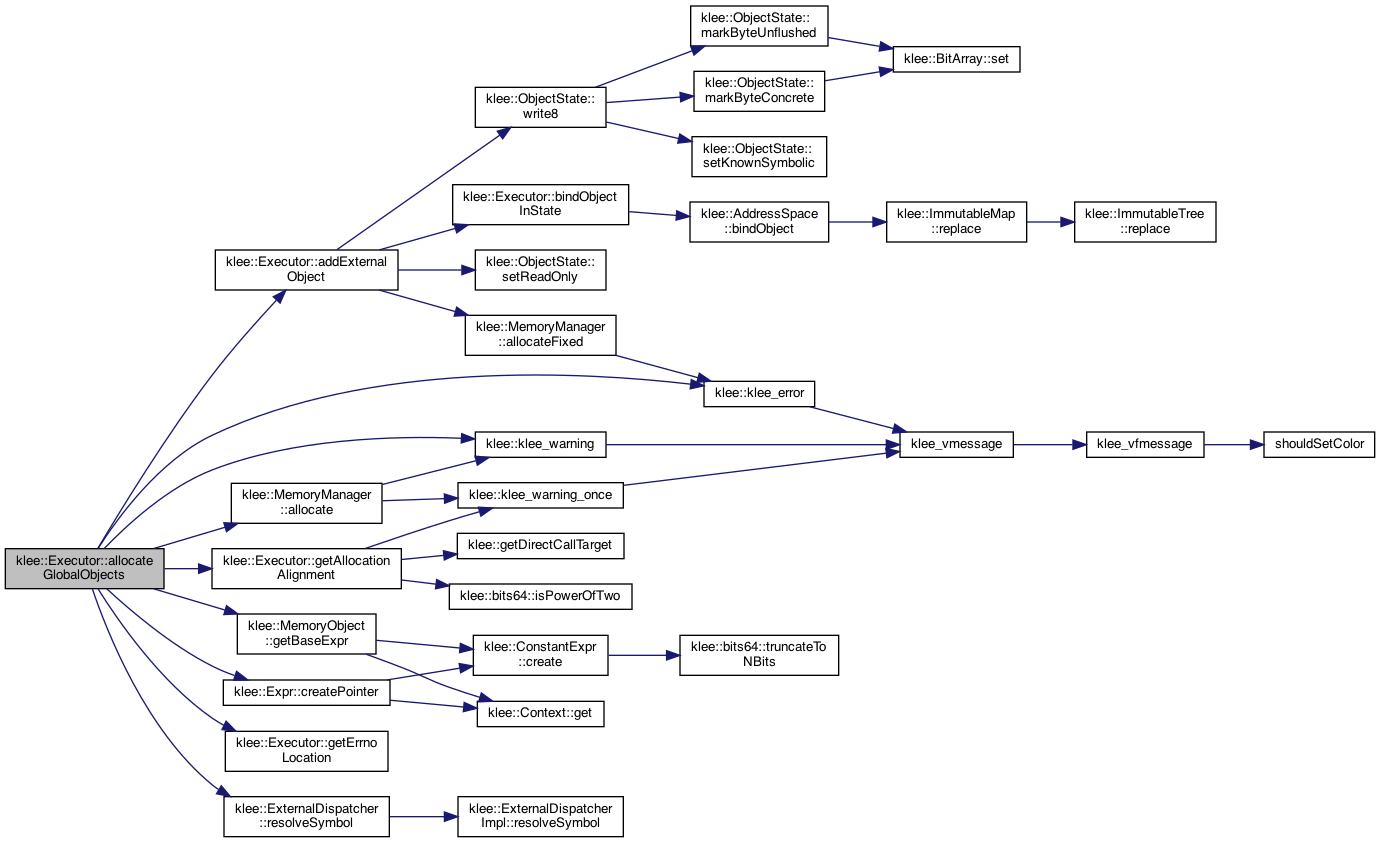 klee::ObjectState::
markByteUnflushed
klee::BitArray::set
klee::ObjectState::
markByteConcrete
klee::ObjectState::
write8
klee::ObjectState::
setKnownSymbolic
klee::Executor::bindObject
InState
klee::AddressSpace
::bindObject
klee::ImmutableMap
::replace
klee::ImmutableTree
::replace
klee::Executor::addExternal
Object
klee::ObjectState::
setReadOnly
klee::MemoryManager
::allocateFixed
klee::klee_error
klee::klee_warning
klee_vmessage
klee_vfmessage
shouldSetColor
klee::MemoryManager
::allocate
klee::klee_warning_once
klee::Executor::allocate
GlobalObjects
klee::Executor::getAllocation
Alignment
klee::getDirectCallTarget
klee::bits64::isPowerOfTwo
klee::MemoryObject
::getBaseExpr
klee::ConstantExpr
::create
klee::bits64::truncateTo
NBits
klee::Expr::createPointer
klee::Context::get
klee::Executor::getErrno
Location
klee::ExternalDispatcher
::resolveSymbol
klee::ExternalDispatcher
Impl::resolveSymbol